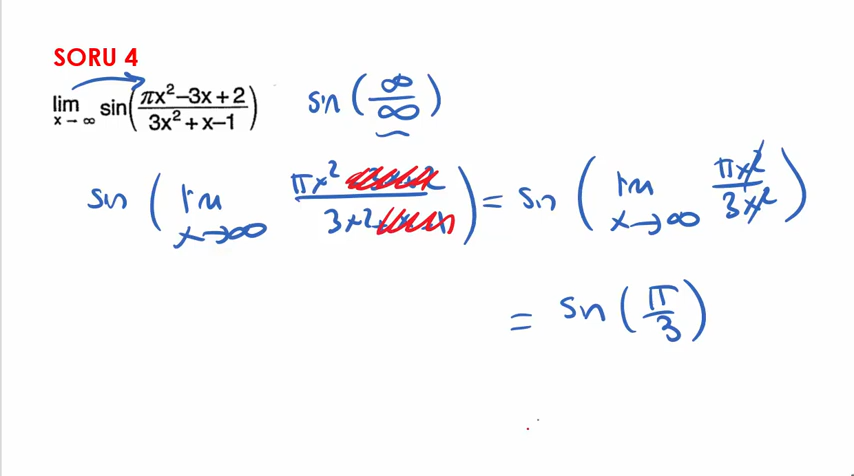 SORU 4
lim x→∞ sin((πx²−3x+2)/(3x²+x−1)) sin(∞/∞)
sin(lim x→∞ πx²/3x²) = sin(lim x→∞ πx²/3x²)
= sin(π/3)